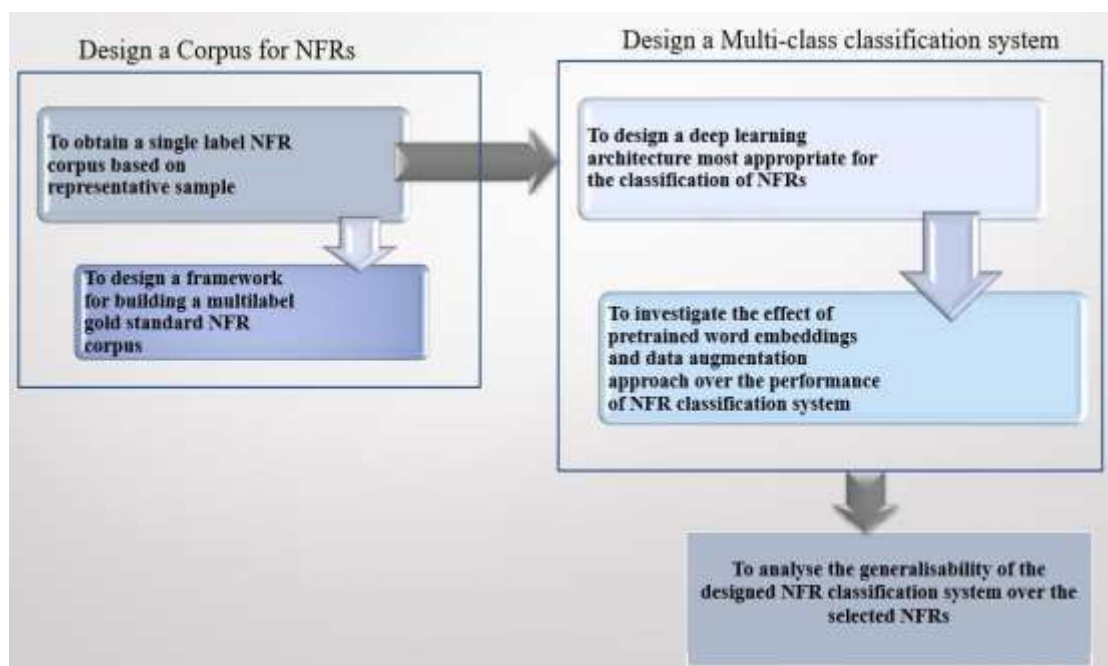 Design a Corpus for NFRs
To obtain a single label NFR
corpus based on
representative sample
To design a framework
for building a multilabel
gold standard NFR
corpus
Design a Multi-class classification system
To design a deep learning
architecture most appropriate for
the classification of NFRs
To investigate the effect of
pretrained word embeddings
and data augmentation
approach over the performance
of NFR classification system
To analyse the generalisability of the
designed NFR classification system over the
selected NFRs